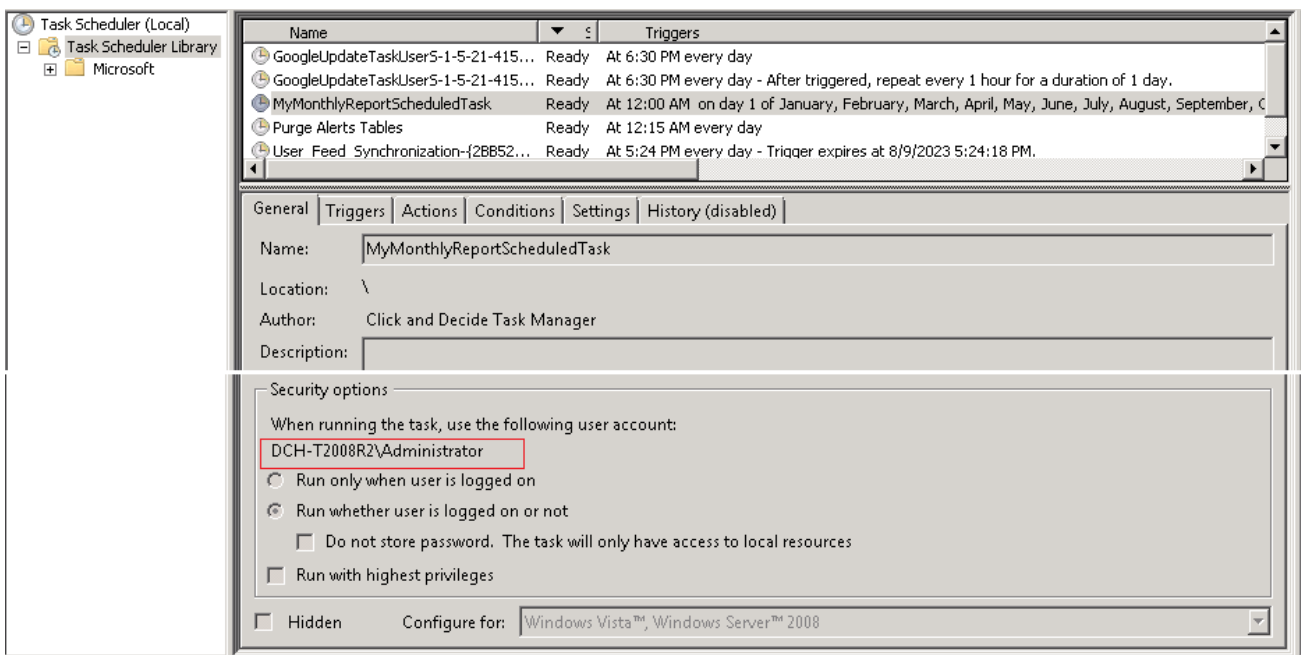 Task Scheduler (Local)
Task Scheduler Library
Microsoft
Name Triggers
GoogleUpdateTaskUserS-1-5-21-415... Ready At 6:30 PM every day
GoogleUpdateTaskUserS-1-5-21-415... Ready At 6:30 PM every day - After triggered, repeat every 1 hour for a duration of 1 day.
MyMonthlyReportScheduledTask Ready At 12:00 AM on day 1 of January, February, March, April, May, June, July, August, September,
Purge Alerts Tables Ready At 12:15 AM every day
User_Feed_Synchronization-{2BB52... Ready At 5:24 PM every day - Trigger expires at 8/9/2023 5:24:18 PM.
General Triggers Actions Conditions Settings History (disabled)
Name: MyMonthlyReportScheduledTask
Location: \
Author: Click and Decide Task Manager
Description:
Security options
When running the task, use the following user account:
DCH-T2008R2\Administrator
Run only when user is logged on
Run whether user is logged on or not
Do not store password. The task will only have access to local resources
Run with highest privileges
Hidden Configure for: Windows Vista™, Windows Server™ 2008